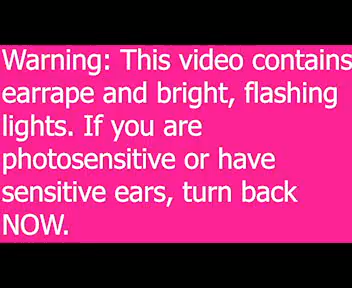 Warning: This video contains
earrape and bright, flashing
lights. If you are
photosensitive or have
sensitive ears, turn back
NOW.